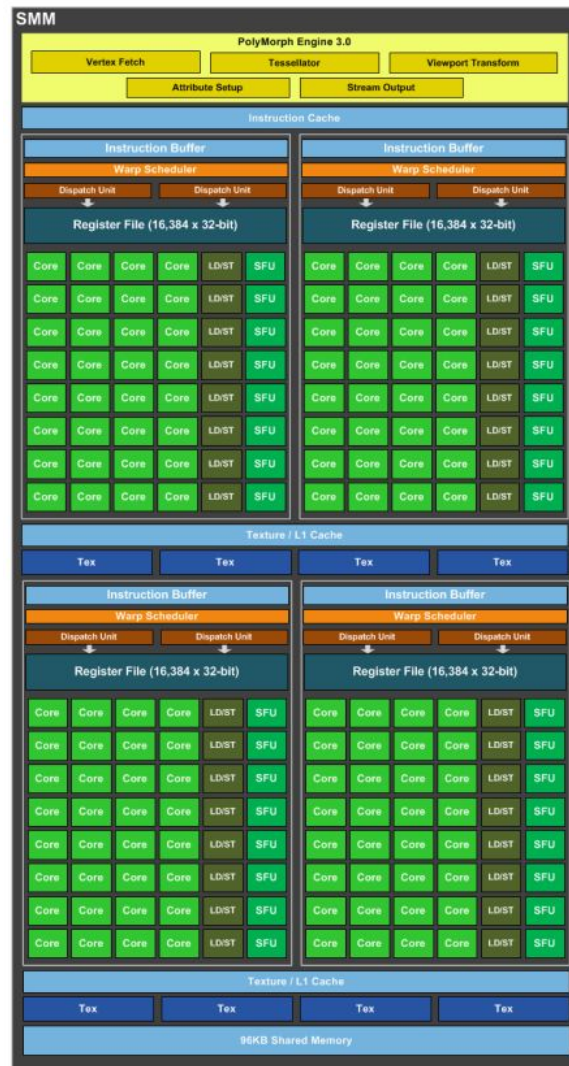 SMM
PolyMorph Engine 3.0
Vertex Fetch Tessellator Viewport Transform
Attribute Setup Stream Output
Instruction Cache
Instruction Buffer Instruction Buffer
Warp Scheduler Warp Scheduler
Dispatch Unit Dispatch Unit Dispatch Unit Dispatch Unit
Register File (16,384 x 32-bit) Register File (16,384 x 32-bit)
Core Core Core Core LD/ST SFU Core Core Core Core LD/ST SFU
Core Core Core Core LD/ST SFU Core Core Core Core LD/ST SFU
Core Core Core Core LD/ST SFU Core Core Core Core LD/ST SFU
Core Core Core Core LD/ST SFU Core Core Core Core LD/ST SFU
Core Core Core Core LD/ST SFU Core Core Core Core LD/ST SFU
Core Core Core Core LD/ST SFU Core Core Core Core LD/ST SFU
Core Core Core Core LD/ST SFU Core Core Core Core LD/ST SFU
Core Core Core Core LD/ST SFU Core Core Core Core LD/ST SFU
Texture / L1 Cache
Tex Tex Tex Tex
Instruction Buffer Instruction Buffer
Warp Scheduler Warp Scheduler
Dispatch Unit Dispatch Unit Dispatch Unit Dispatch Unit
Register File (16,384 x 32-bit) Register File (16,384 x 32-bit)
Core Core Core Core LD/ST SFU Core Core Core Core LD/ST SFU
Core Core Core Core LD/ST SFU Core Core Core Core LD/ST SFU
Core Core Core Core LD/ST SFU Core Core Core Core LD/ST SFU
Core Core Core Core LD/ST SFU Core Core Core Core LD/ST SFU
Core Core Core Core LD/ST SFU Core Core Core Core LD/ST SFU
Core Core Core Core LD/ST SFU Core Core Core Core LD/ST SFU
Core Core Core Core LD/ST SFU Core Core Core Core LD/ST SFU
Core Core Core Core LD/ST SFU Core Core Core Core LD/ST SFU
Texture / L1 Cache
Tex Tex Tex Tex
96KB Shared Memory